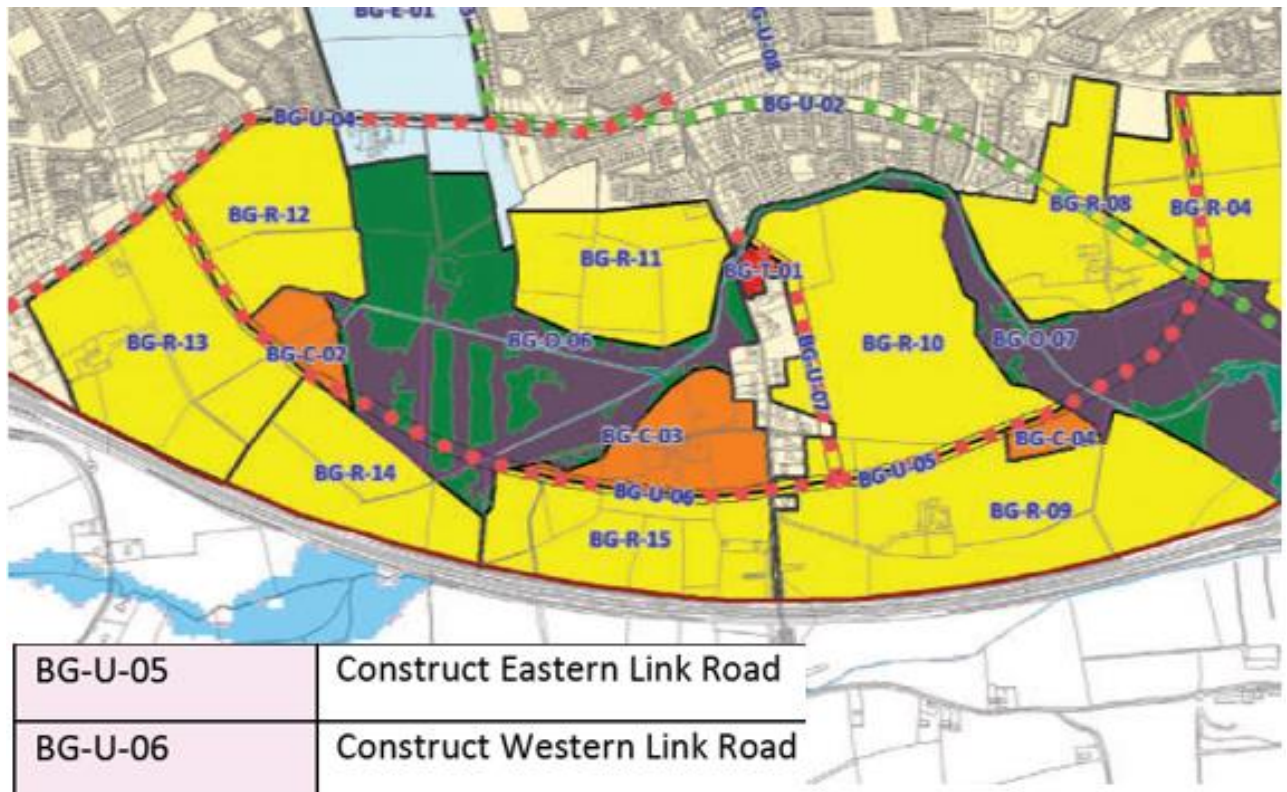 BG-E-01
BG-U-08
BG-U-04
BG-U-02
BG-R-12
BG-R-08
BG-R-04
BG-R-11
BG-T-01
BG-R-13
BG-C-02
BG-O-06
BG-R-10
BG-O-07
BG-U-07
BG-C-03
BG-C-04
BG-R-14
BG-U-06
BG-U-05
BG-R-15
BG-R-09
BG-U-05 Construct Eastern Link Road
BG-U-06 Construct Western Link Road